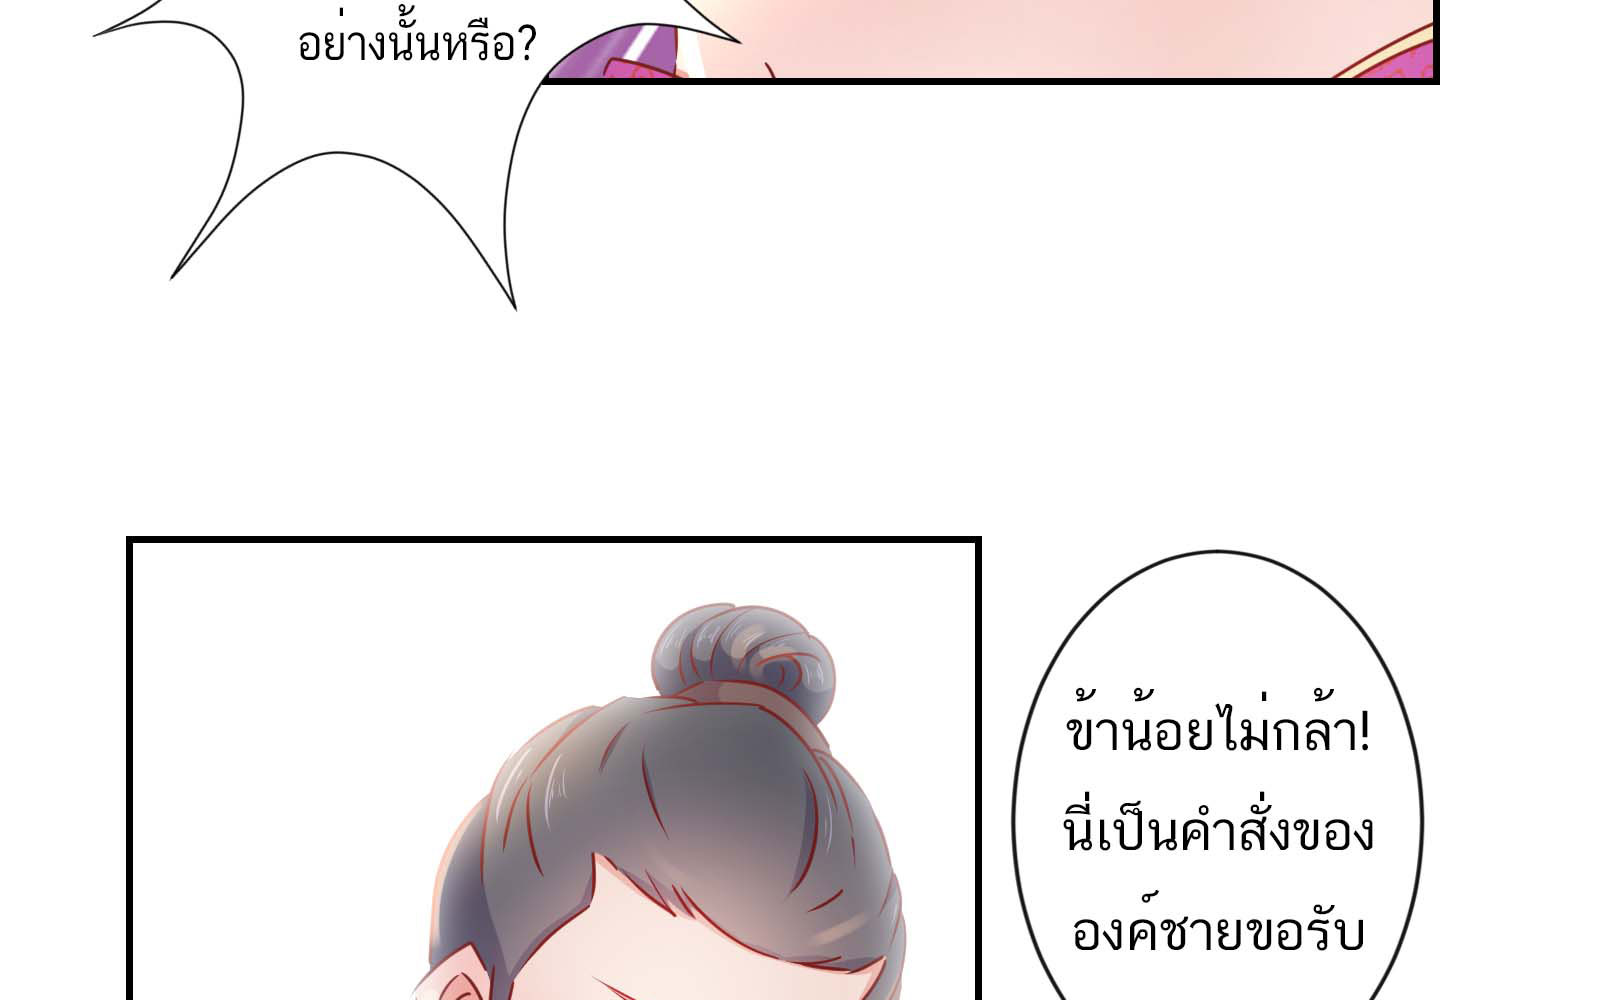 อย่างนั้นหรือ?
ข้าน้อยไม่กล้า!
นี่เป็นคำสั่งของ
องค์ชายขอรับ